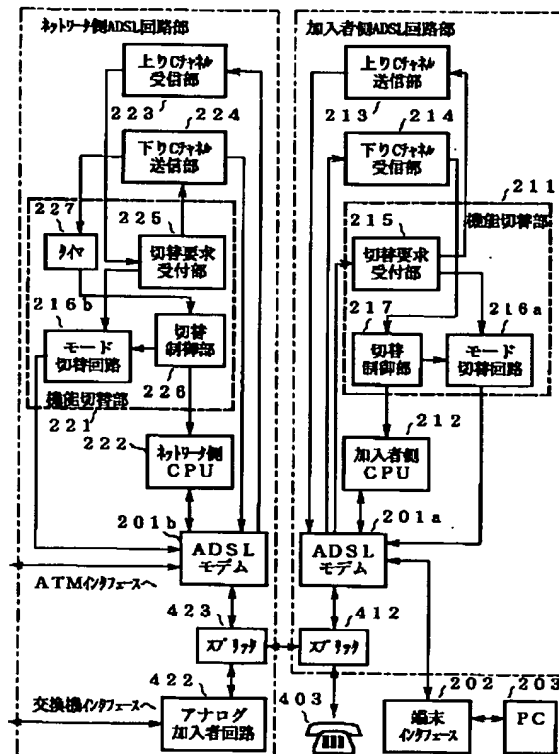 ネットワーク側ADSL回路部
上りCチャネル
受信部
223
224
下りCチャネル
送信部
227
225
タイマ
切替要求
受付部
216b
モード
切替回路
切替
制御部
226
機能切替部
221
222
ネットワーク側
CPU
201b
ADSL
モデム
ATMインタフェースへ
423
スプリッタ
422
交換機インタフェースへ
アナログ
加入者回路
加入者側ADSL回路部
上りCチャネル
送信部
213
214
下りCチャネル
受信部
211
機能切替部
215
切替要求
受付部
217
216a
切替
制御部
モード
切替回路
212
加入者側
CPU
201a
ADSL
モデム
412
スプリッタ
403
202
203
端末
インタフェース
PC